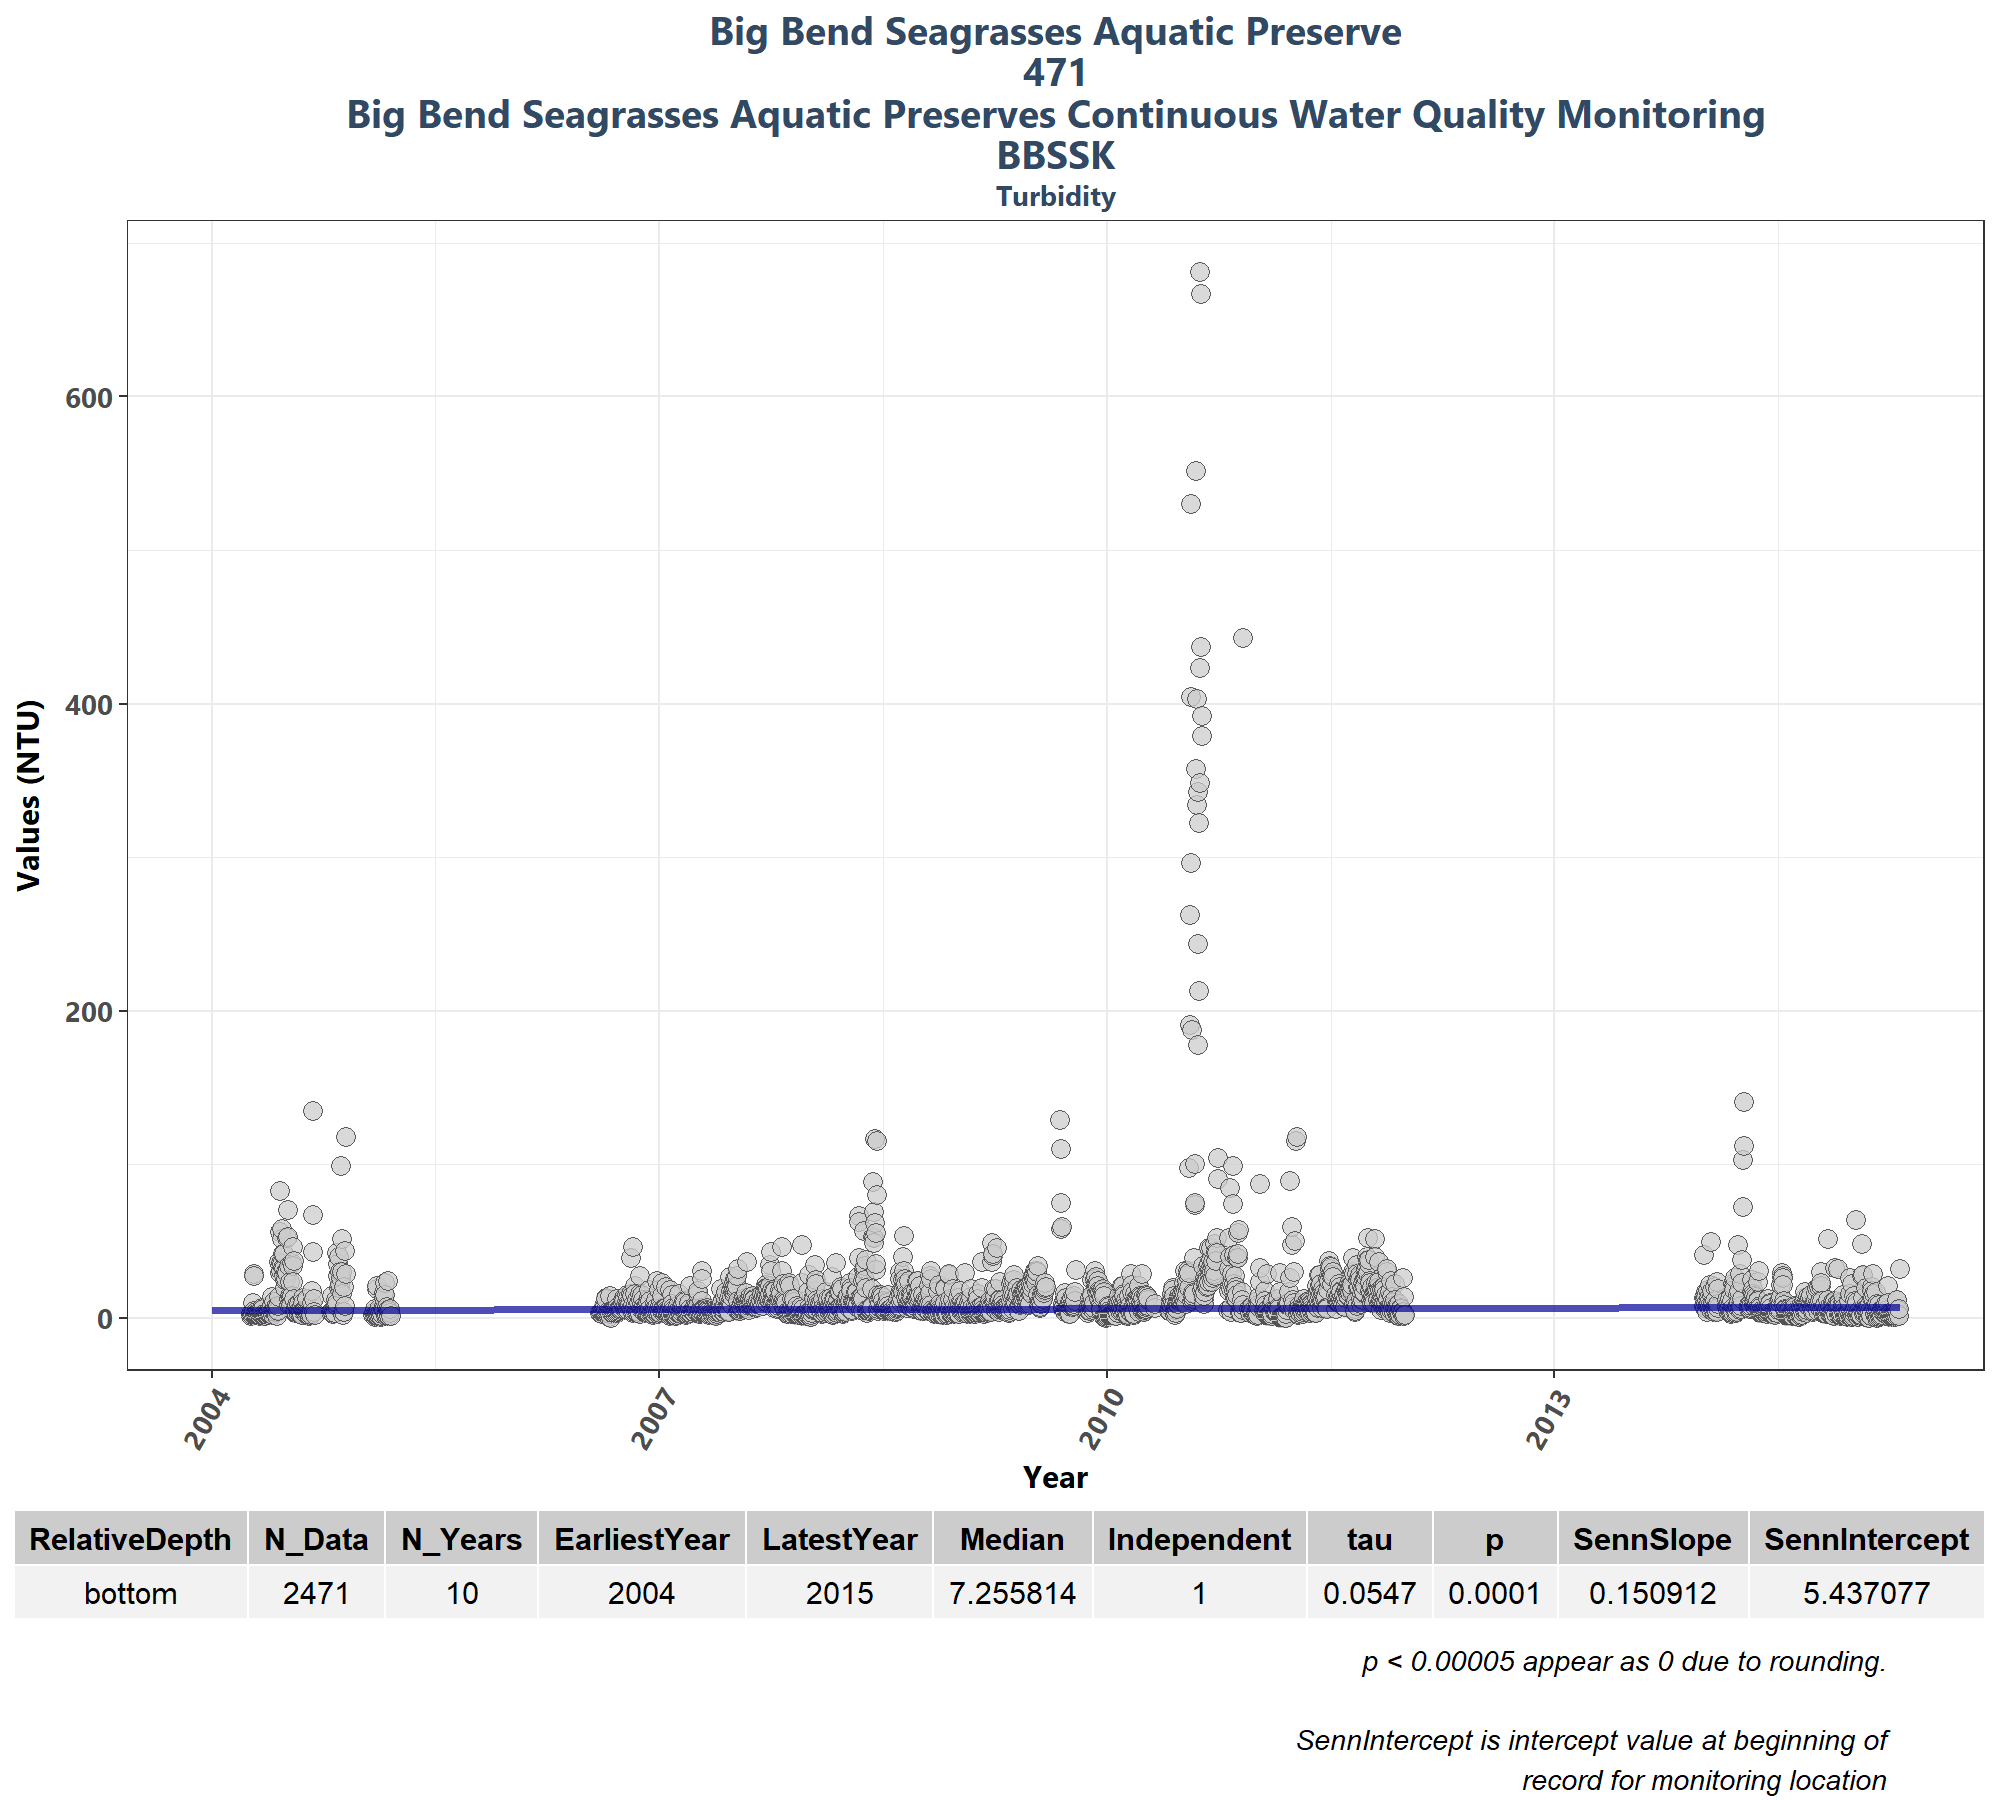 Big Bend Seagrasses Aquatic Preserve
471
Big Bend Seagrasses Aquatic Preserves Continuous Water Quality Monitoring
BBSSK
Turbidity
Values (NTU)
600
400
200
0
2004 2007 2010 2013
Year
RelativeDepth N_Data N_Years EarliestYear LatestYear Median Independent tau p SennSlope SennIntercept
bottom 2471 10 2004 2015 7.255814 1 0.0547 0.0001 0.150912 5.437077
p < 0.00005 appear as 0 due to rounding.
SennIntercept is intercept value at beginning of
record for monitoring location